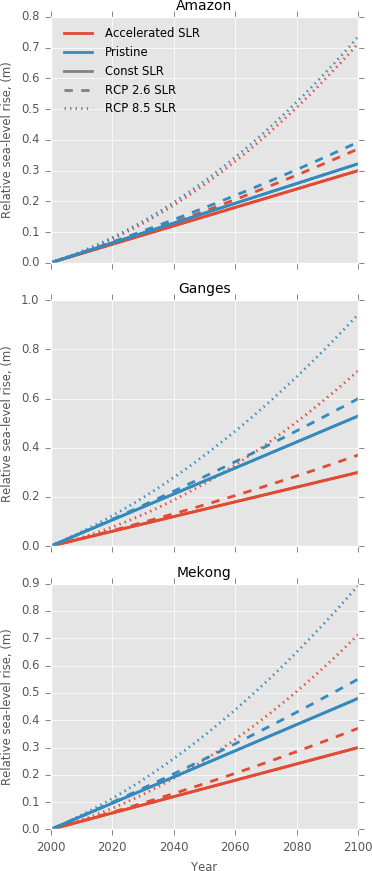 Amazon
0.8
0.7
0.6
0.5
0.4
0.3
0.2
0.1
0.0
Relative sea-level rise, (m)
Accelerated SLR
Pristine
Const SLR
RCP 2.6 SLR
RCP 8.5 SLR
Ganges
1.0
0.8
0.6
0.4
0.2
0.0
Relative sea-level rise, (m)
Mekong
0.9
0.8
0.7
0.6
0.5
0.4
0.3
0.2
0.1
0.0
Relative sea-level rise, (m)
2000 2020 2040 2060 2080 2100
Year